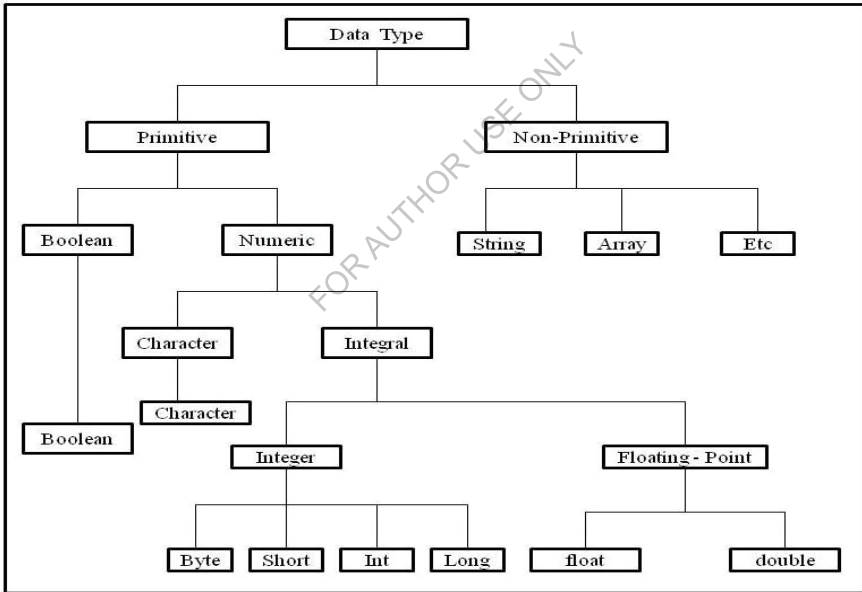 Data Type
FOR AUTHOR USE ONLY
Primitive
Non-Primitive
Boolean
Numeric
String
Array
Etc
Character
Integral
Character
Boolean
Integer
Floating - Point
Byte
Short
Int
Long
float
double